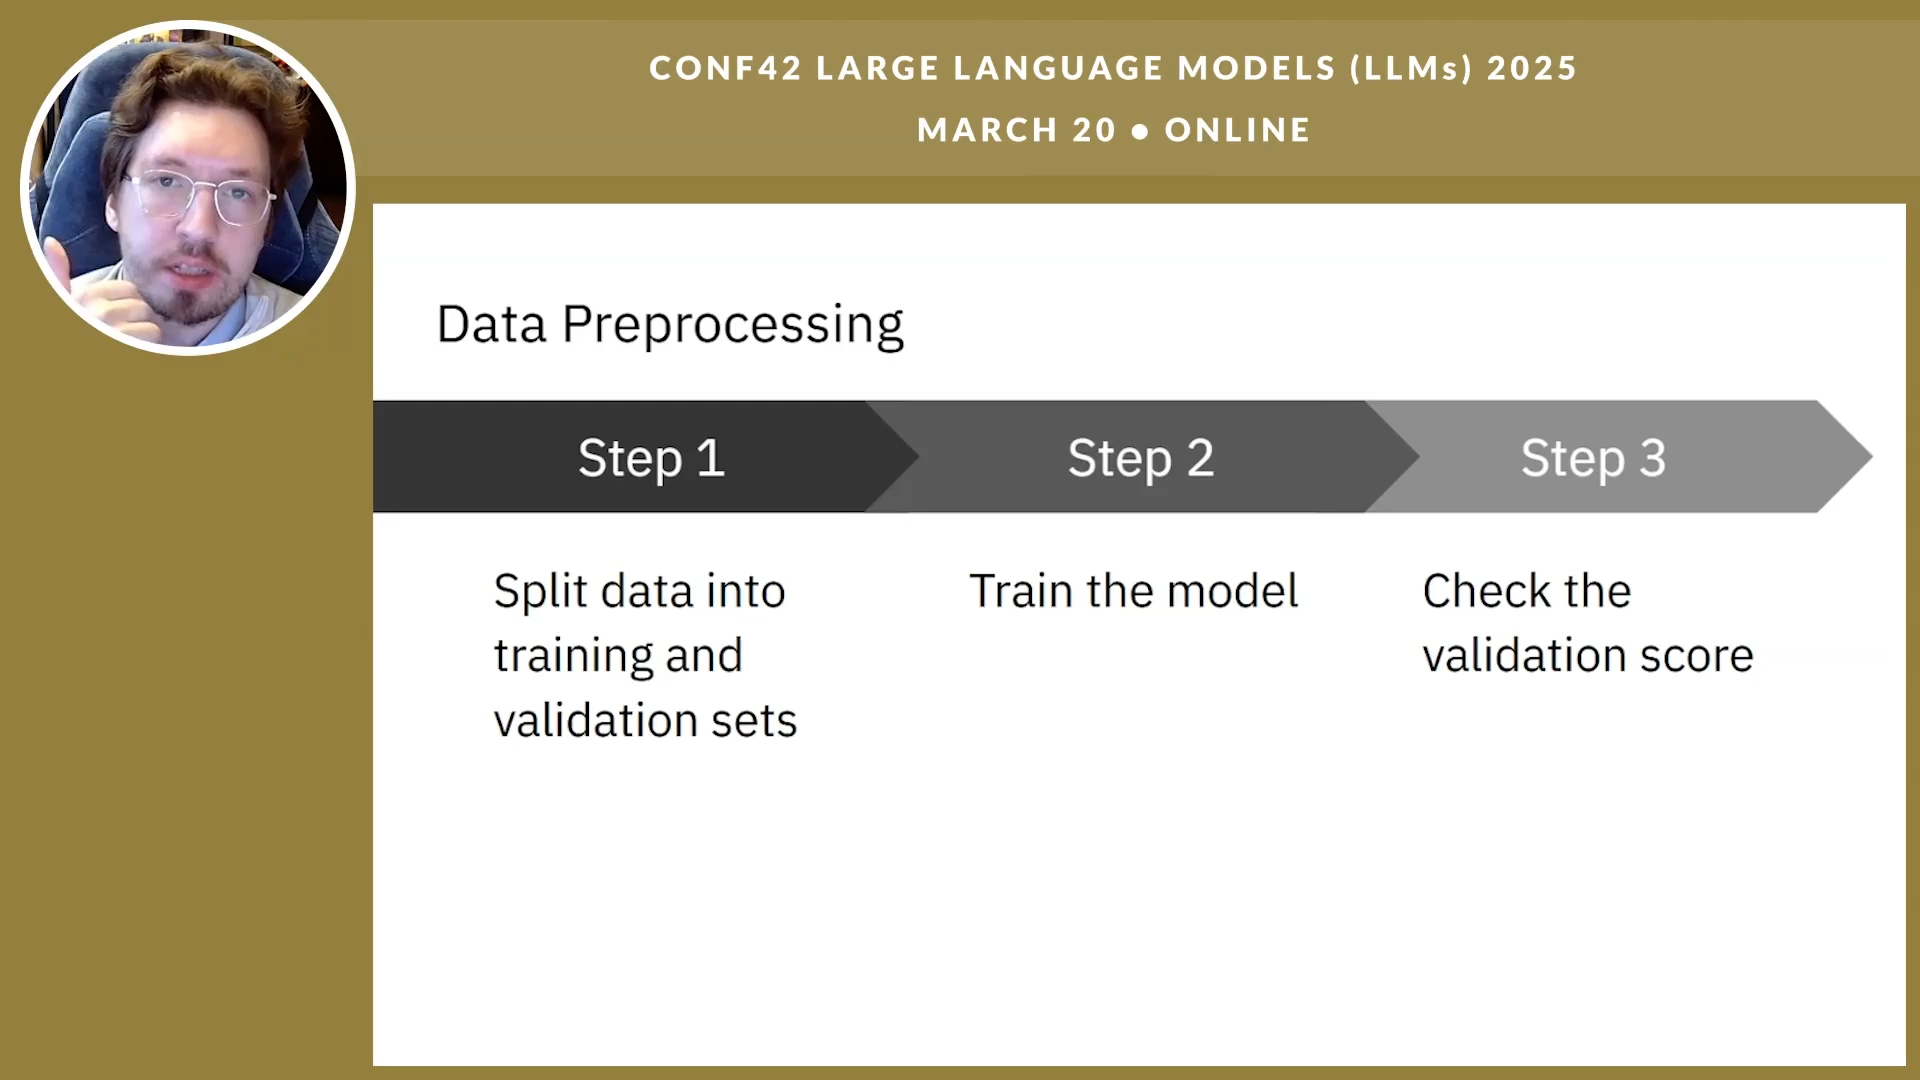 CONF42 LARGE LANGUAGE MODELS (LLMs) 2025
MARCH 20 ● ONLINE
Data Preprocessing
Step 1
Step 2
Step 3
Split data into
training and
validation sets
Train the model
Check the
validation score